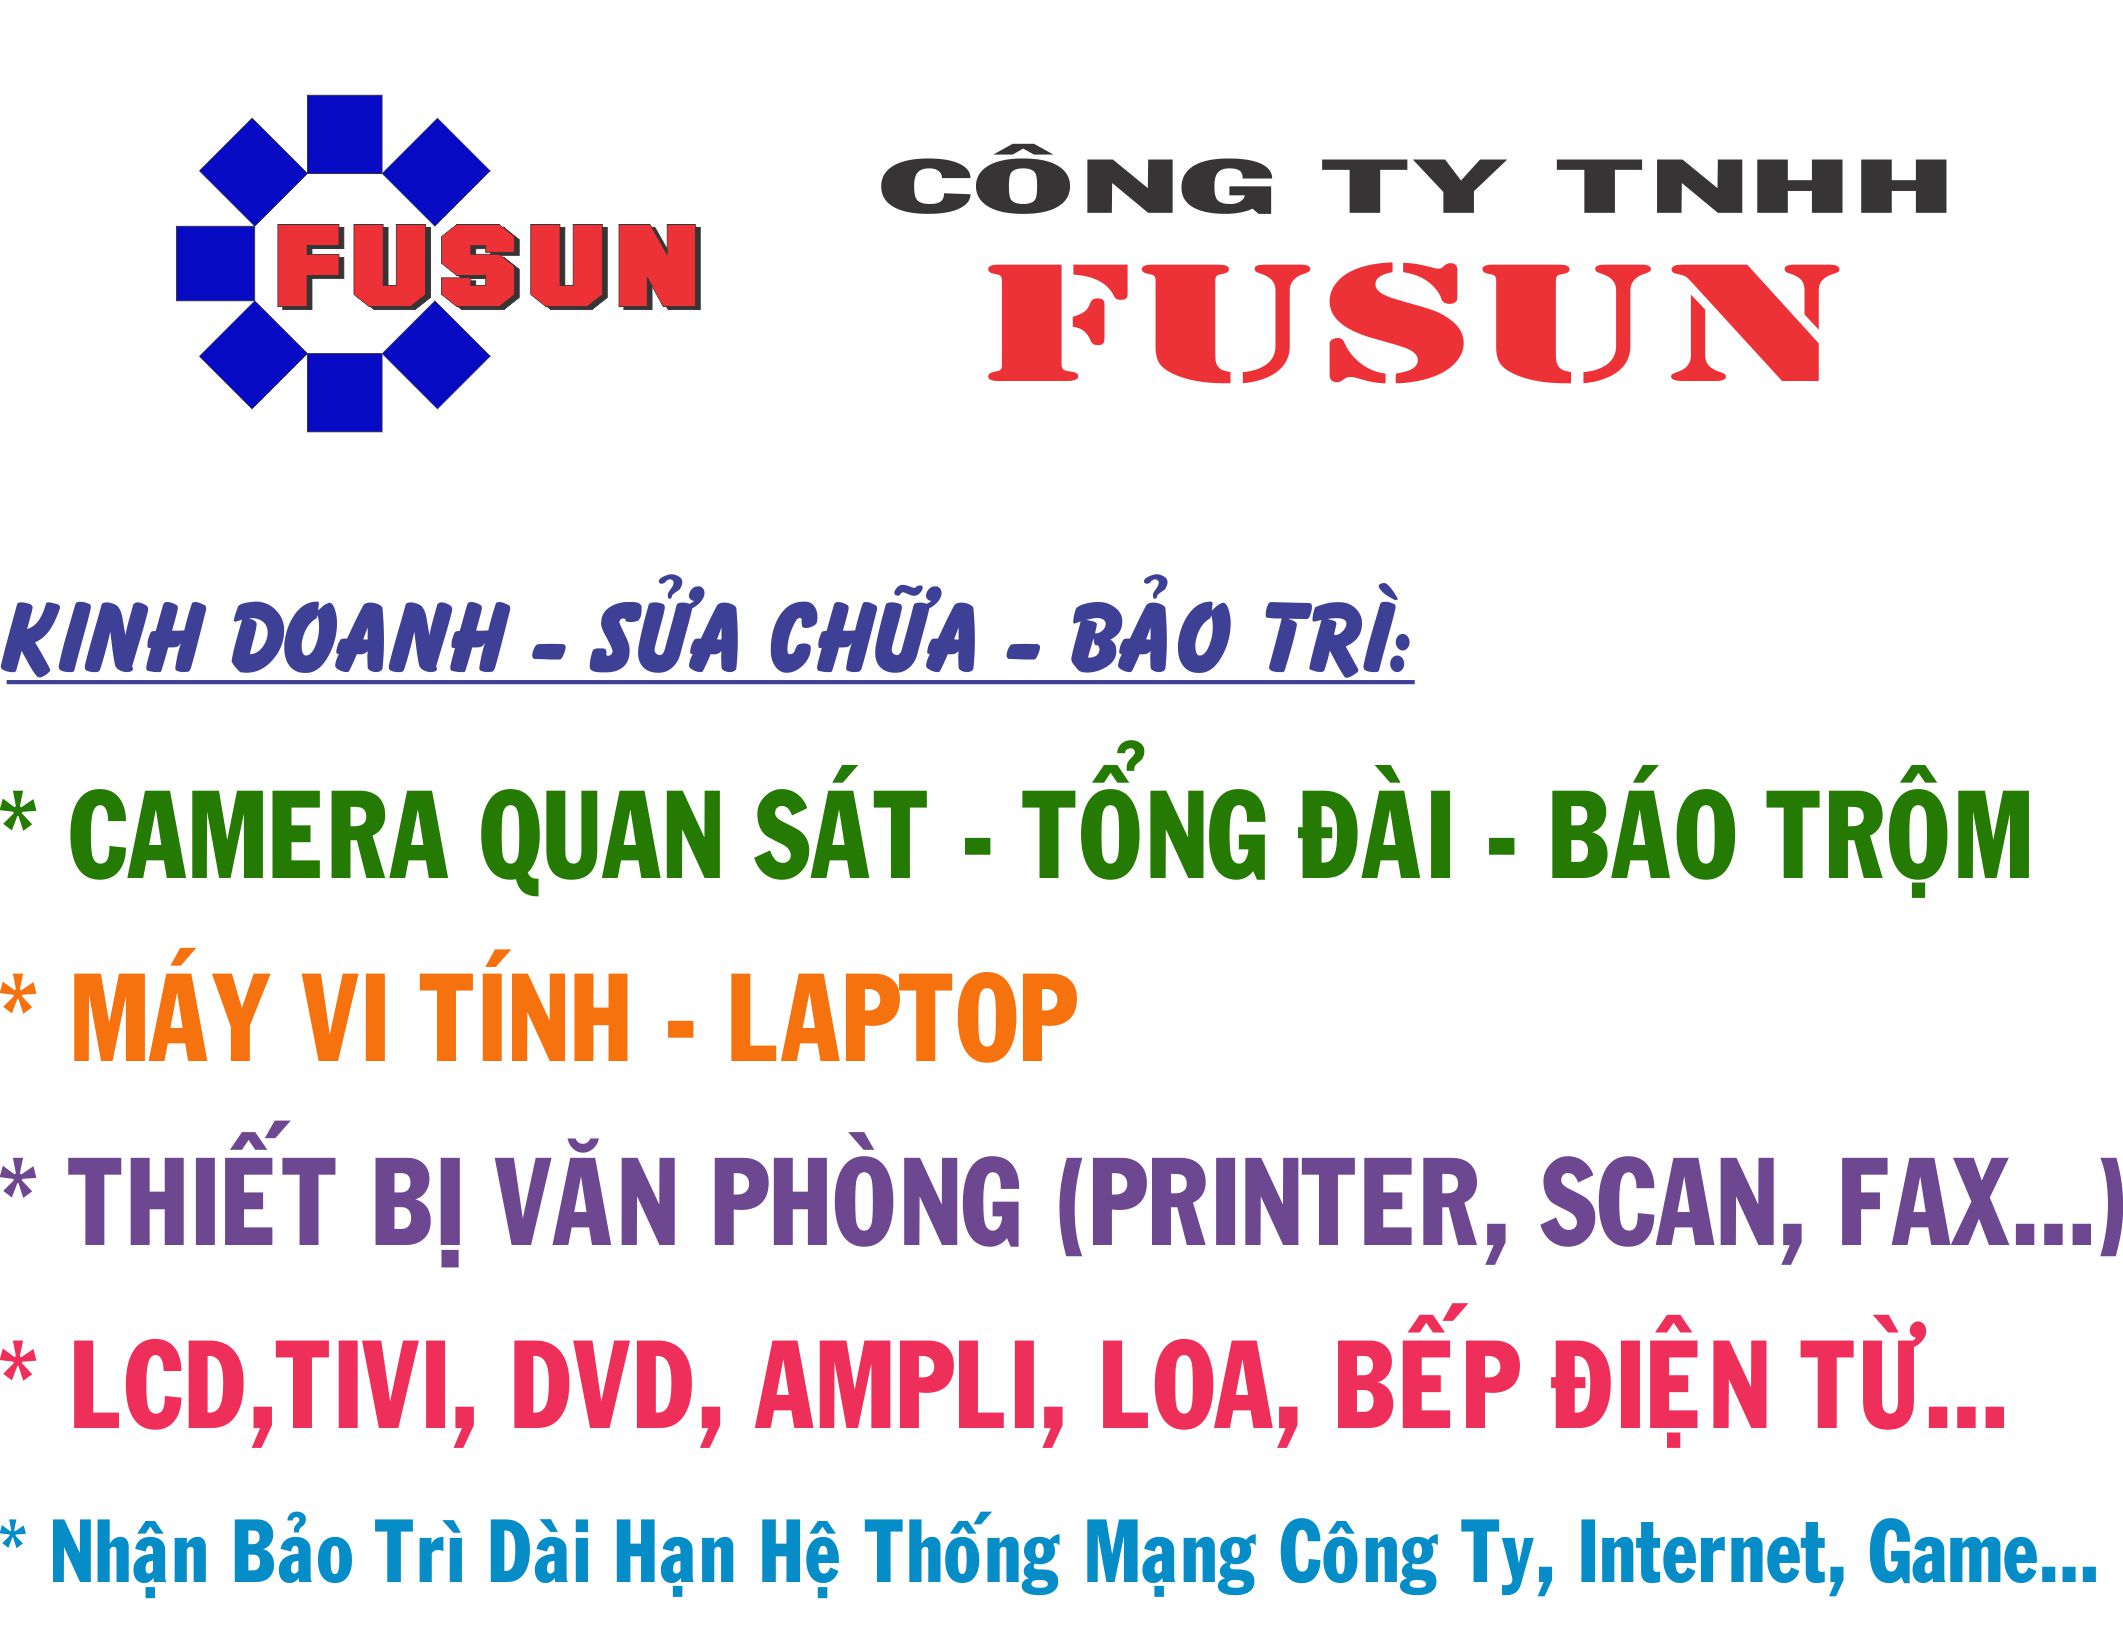 FUSUN
CÔNG TY TNHH
FUSUN
KINH DOANH - SỬA CHỮA - BẢO TRÌ:
* CAMERA QUAN SÁT - TỔNG ĐÀI - BÁO TRỘM
* MÁY VI TÍNH - LAPTOP
* THIẾT BỊ VĂN PHÒNG (PRINTER, SCAN, FAX...)
* LCD,TIVI, DVD, AMPLI, LOA, BẾP ĐIỆN TỪ...
* Nhận Bảo Trì Dài Hạn Hệ Thống Mạng Công Ty, Internet, Game...